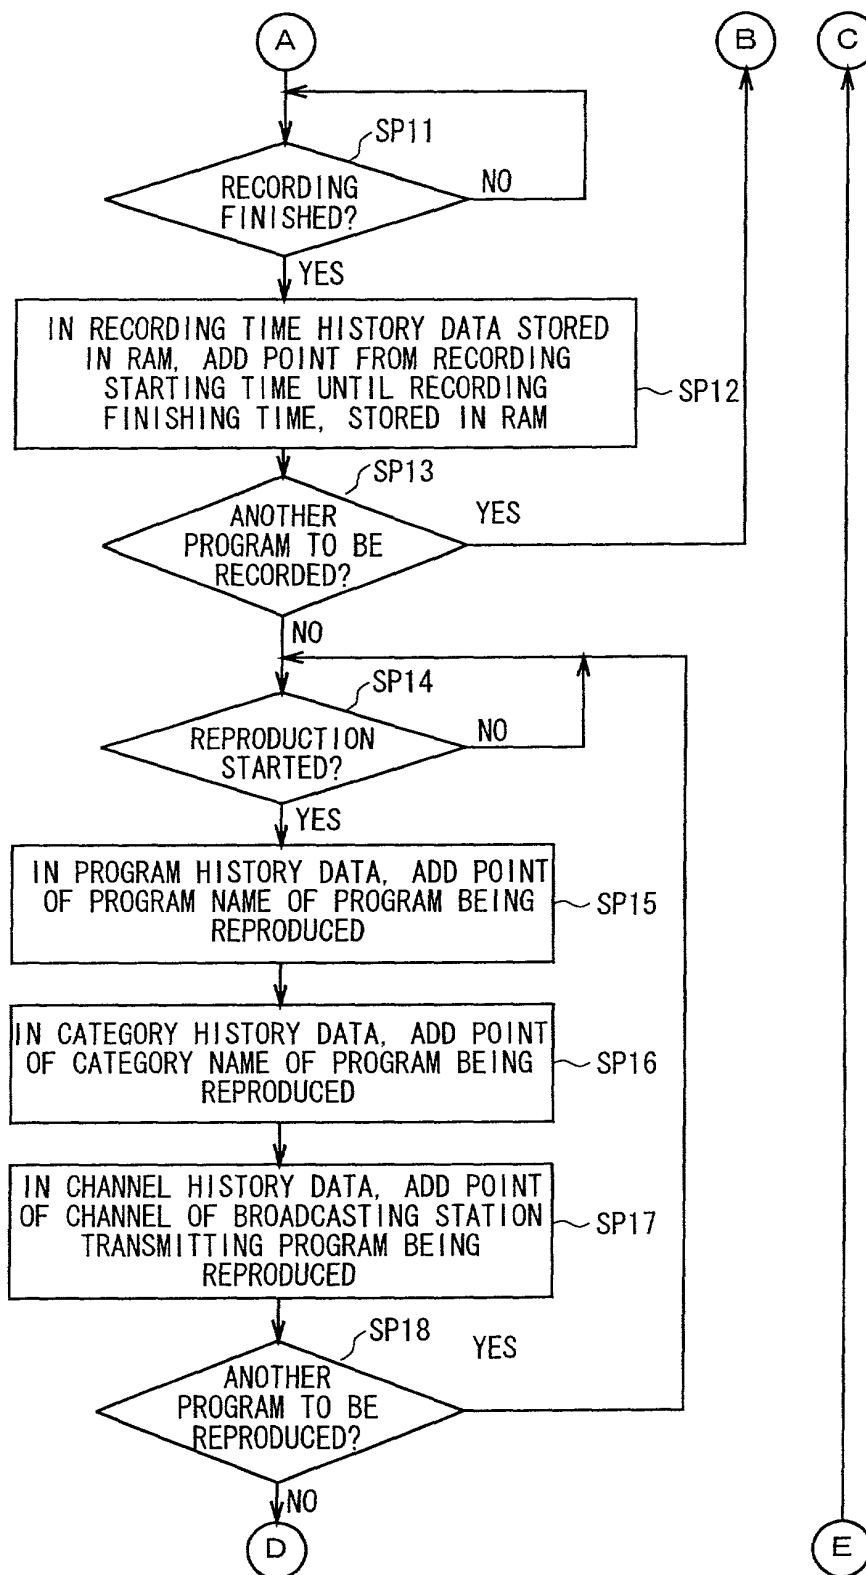 A
B
C
SP11
RECORDING
FINISHED?
NO
YES
IN RECORDING TIME HISTORY DATA STORED
IN RAM, ADD POINT FROM RECORDING
STARTING TIME UNTIL RECORDING
FINISHING TIME, STORED IN RAM
SP12
SP13
ANOTHER
PROGRAM TO BE
RECORDED?
YES
NO
SP14
REPRODUCTION
STARTED?
NO
YES
IN PROGRAM HISTORY DATA, ADD POINT
OF PROGRAM NAME OF PROGRAM BEING
REPRODUCED
SP15
IN CATEGORY HISTORY DATA, ADD POINT
OF CATEGORY NAME OF PROGRAM BEING
REPRODUCED
SP16
IN CHANNEL HISTORY DATA, ADD POINT
OF CHANNEL OF BROADCASTING STATION
TRANSMITTING PROGRAM BEING
REPRODUCED
SP17
SP18
ANOTHER
PROGRAM TO BE
REPRODUCED?
YES
NO
D
E